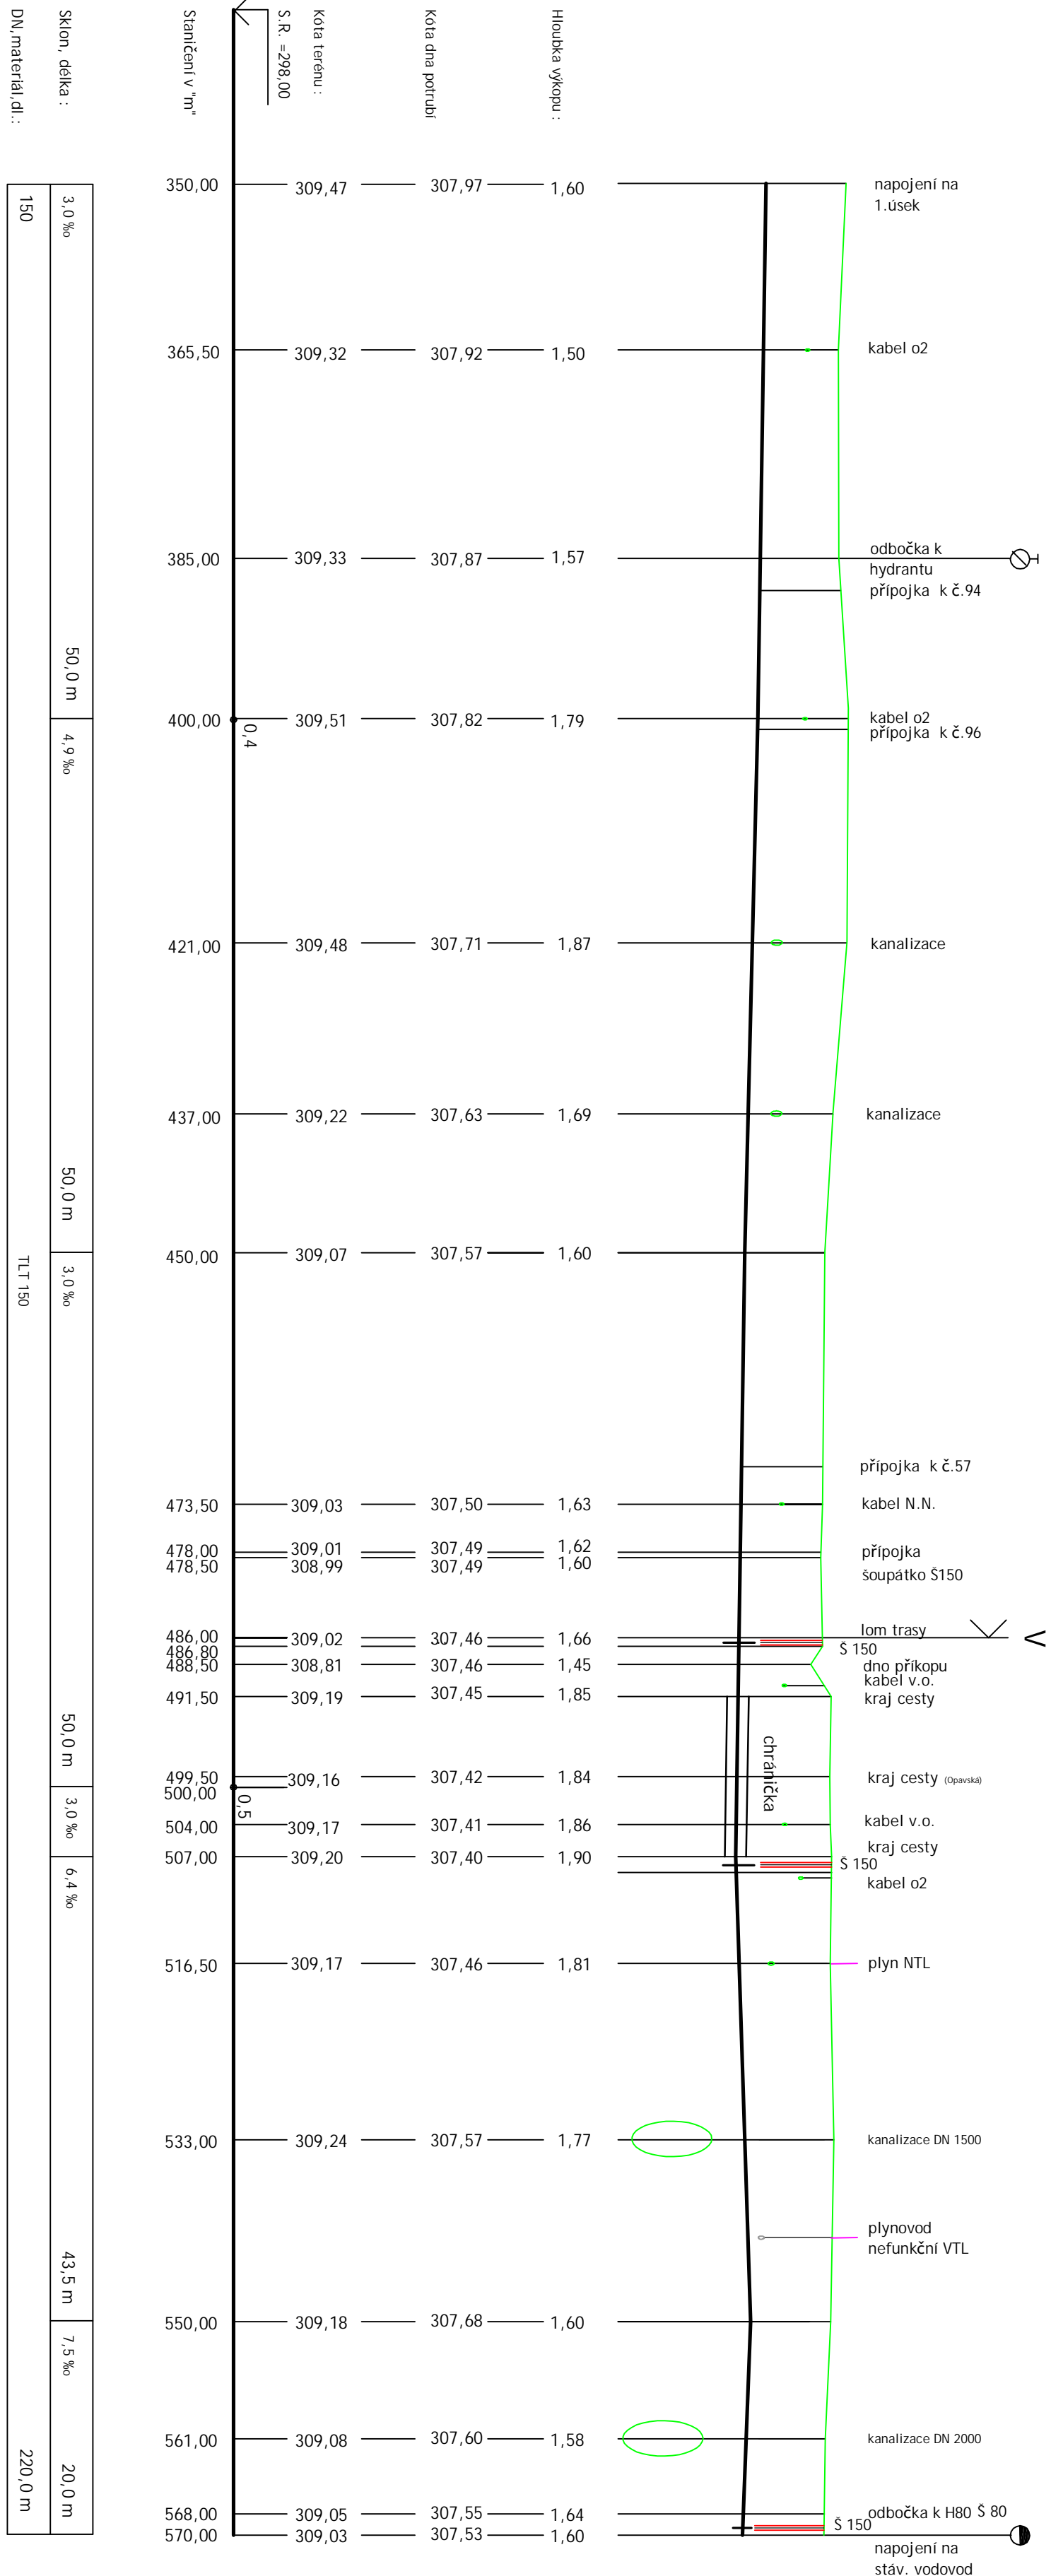 Hloubka výkopu :
Kóta dna potrubí
Kóta terénu :
S.R. =298,00
Staničení v "m"
Sklon, délka :
DN,materiál,dl.:
350,00 309,47 307,97 1,60 napojení na
1.úsek
3,0 ‰
150
365,50 309,32 307,92 1,50 kabel o2
385,00 309,33 307,87 1,57 odbočka k
hydrantu
přípojka k č.94
50,0 m
400,00 309,51 307,82 1,79 kabel o2
0,4
přípojka k č.96
4,9 ‰
421,00 309,48 307,71 1,87 kanalizace
437,00 309,22 307,63 1,69 kanalizace
50,0 m
450,00 309,07 307,57 1,60
3,0 ‰
TLT 150
přípojka k č.57
473,50 309,03 307,50 1,63 kabel N.N.
478,00 309,01 307,49 1,62 přípojka
478,50 308,99 307,49 1,60 šoupátko Š150
486,00 309,02 307,46 1,66 lom trasy
V
486,80 Š 150
488,50 308,81 307,46 1,45 dno příkopu
kabel v.o.
491,50 309,19 307,45 1,85 kraj cesty
50,0 m
chránička
499,50 309,16 307,42 1,84 kraj cesty (Opavská)
500,00
0,5
3,0 ‰
504,00 309,17 307,41 1,86 kabel v.o.
kraj cesty
507,00 309,20 307,40 1,90 Š 150
kabel o2
6,4 ‰
516,50 309,17 307,46 1,81 plyn NTL
533,00 309,24 307,57 1,77 kanalizace DN 1500
plynovod
nefunkční VTL
43,5 m
550,00 309,18 307,68 1,60
7,5 ‰
561,00 309,08 307,60 1,58 kanalizace DN 2000
20,0 m
220,0 m
568,00 309,05 307,55 1,64 odbočka k H80 Š 80
Š 150
570,00 309,03 307,53 1,60 napojení na
stáv. vodovod